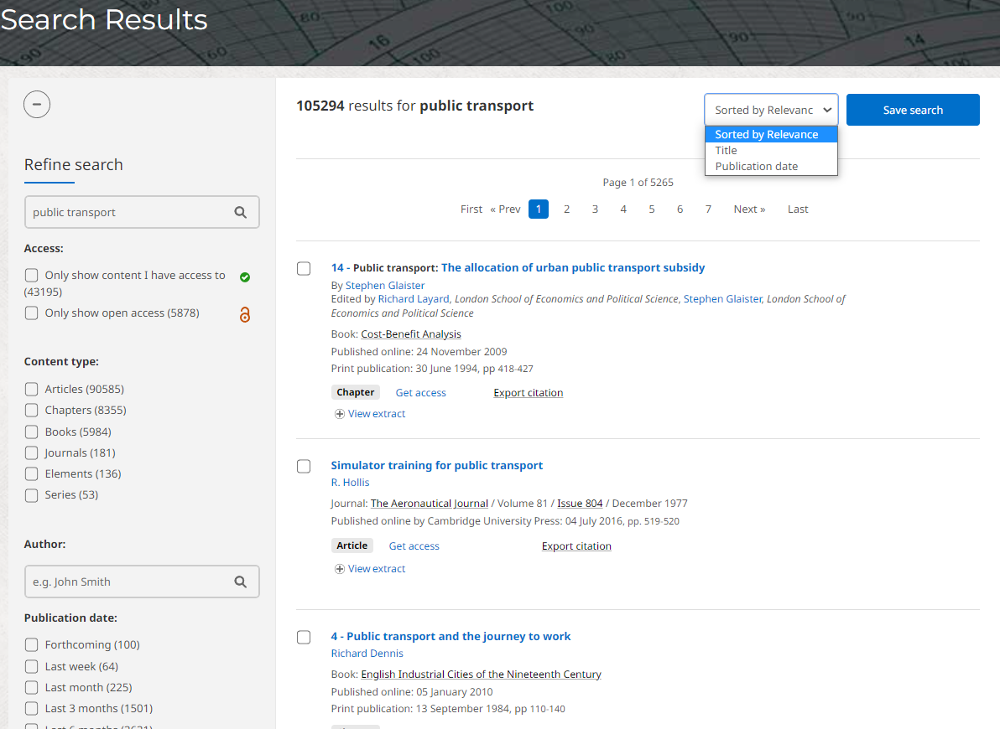 Search Results
105294 results for public transport
Sorted by Relevanc
Save search
Sorted by Relevance
Title
Publication date
Refine search
public transport
Access:
Only show content I have access to
(43195)
Only show open access (5878)
Content type:
Articles (90585)
Chapters (8355)
Books (5984)
Journals (181)
Elements (136)
Series (53)
Author:
e.g. John Smith
Publication date:
Forthcoming (100)
Last week (64)
Last month (225)
Last 3 months (1501)
Page 1 of 5265
First « Prev 1 2 3 4 5 6 7 Next » Last
14 - Public transport: The allocation of urban public transport subsidy
By Stephen Glaister
Edited by Richard Layard, London School of Economics and Political Science, Stephen Glaister, London School of
Economics and Political Science
Book: Cost-Benefit Analysis
Published online: 24 November 2009
Print publication: 30 June 1994, pp 418-427
Chapter Get access Export citation
View extract
Simulator training for public transport
R. Hollis
Journal: The Aeronautical Journal / Volume 81 / Issue 804 / December 1977
Published online by Cambridge University Press: 04 July 2016, pp. 519-520
Article Get access Export citation
View extract
4 - Public transport and the journey to work
Richard Dennis
Book: English Industrial Cities of the Nineteenth Century
Published online: 05 January 2010
Print publication: 13 September 1984, pp 110-140